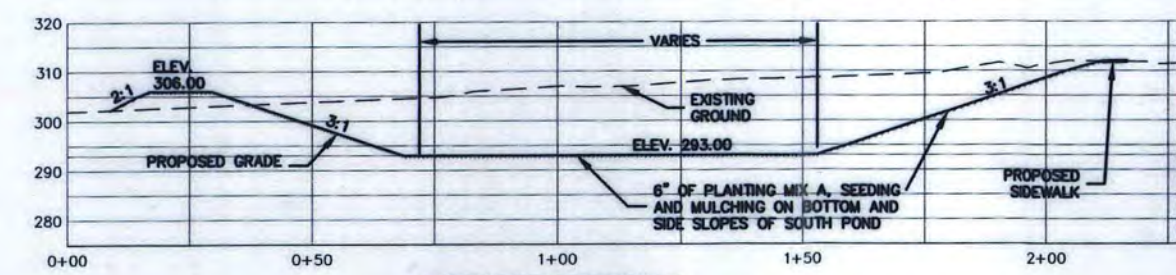 320
VARIES
310
ELEV.
306.00
2:1
3:1
EXISTING
GROUND
300
3:1
PROPOSED GRADE
ELEV. 293.00
290
6" OF PLANTING MIX A, SEEDING
AND MULCHING ON BOTTOM AND
SIDE SLOPES OF SOUTH POND
PROPOSED
SIDEWALK
280
0+00
0+50
1+00
1+50
2+00